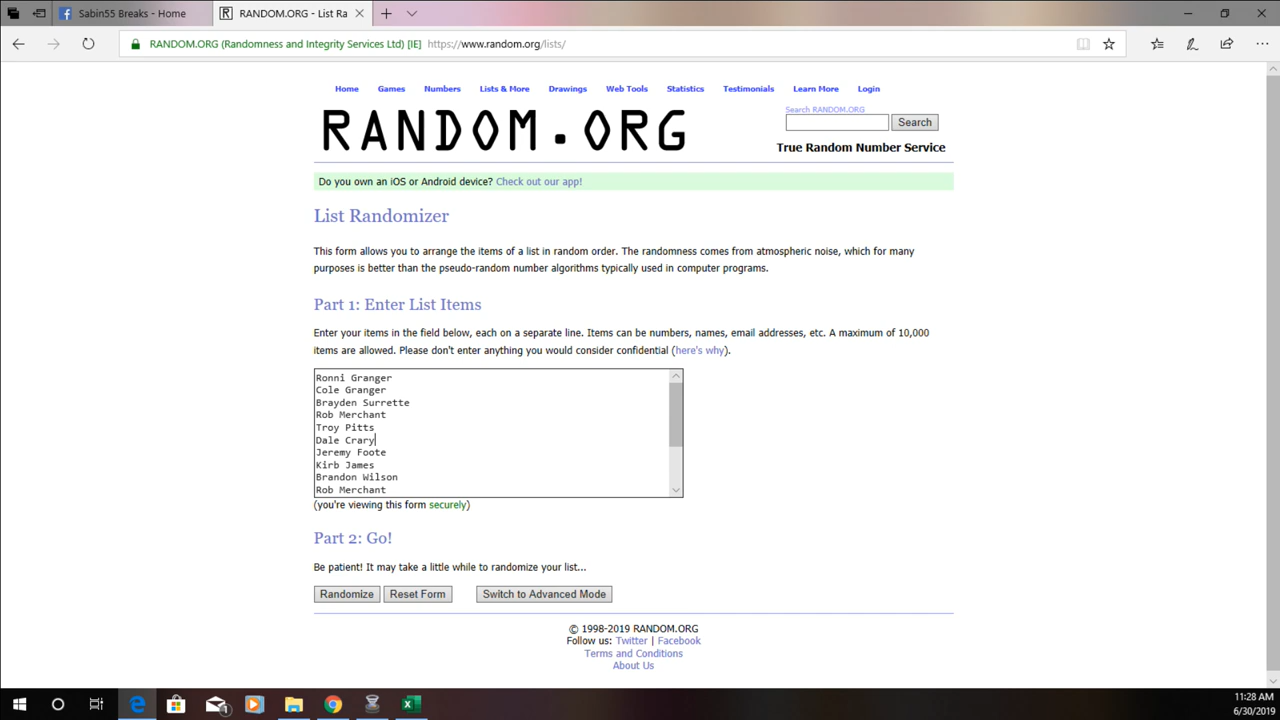 Sabin55 Breaks - Home
RANDOM.ORG - List Ra
RANDOM.ORG (Randomness and Integrity Services Ltd) [IE] https://www.random.org/lists/
Home Games Numbers Lists & More Drawings Web Tools Statistics Testimonials Learn More Login
RANDOM.ORG
Search RANDOM.ORG
Search
True Random Number Service
Do you own an iOS or Android device? Check out our app!
List Randomizer
This form allows you to arrange the items of a list in random order. The randomness comes from atmospheric noise, which for many
purposes is better than the pseudo-random number algorithms typically used in computer programs.
Part 1: Enter List Items
Enter your items in the field below, each on a separate line. Items can be numbers, names, email addresses, etc. A maximum of 10,000
items are allowed. Please don't enter anything you would consider confidential (here's why).
Ronni Granger
Cole Granger
Brayden Surrette
Rob Merchant
Troy Pitts
Dale Crary
Jeremy Foote
Kirb James
Brandon Wilson
Rob Merchant
(you're viewing this form securely)
Part 2: Go!
Be patient! It may take a little while to randomize your list...
Randomize Reset Form Switch to Advanced Mode
© 1998-2019 RANDOM.ORG
Follow us: Twitter | Facebook
Terms and Conditions
About Us
11:28 AM
6/30/2019